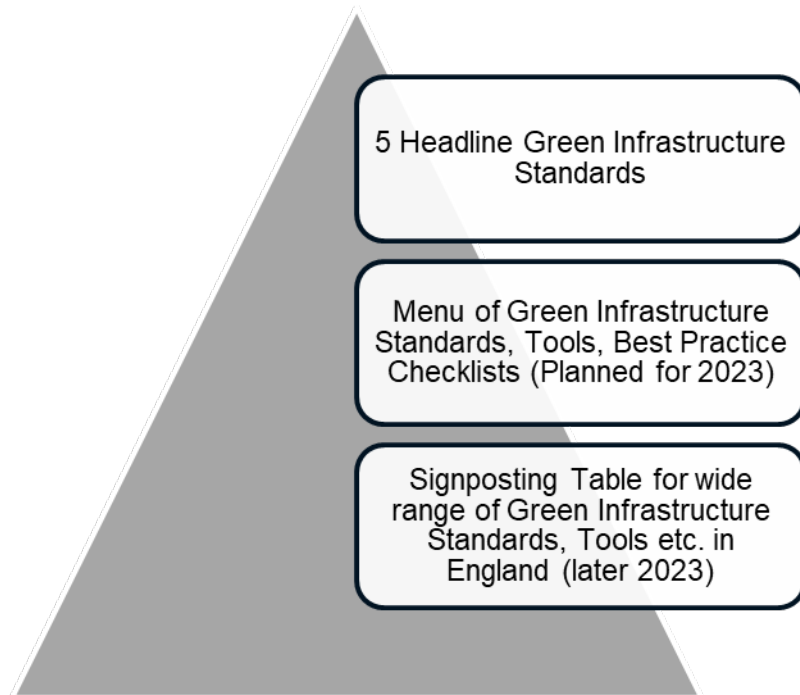 5 Headline Green Infrastructure
Standards
Menu of Green Infrastructure
Standards, Tools, Best Practice
Checklists (Planned for 2023)
Signposting Table for wide
range of Green Infrastructure
Standards, Tools etc. in
England (later 2023)